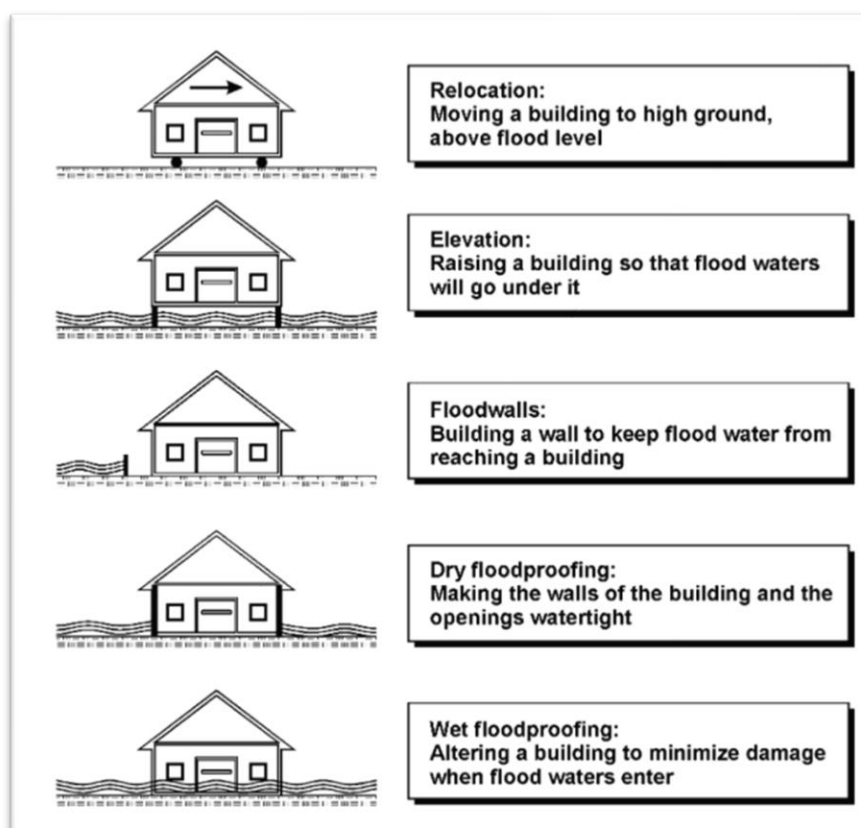 Relocation:
Moving a building to high ground,
above flood level
Elevation:
Raising a building so that flood waters
will go under it
Floodwalls:
Building a wall to keep flood water from
reaching a building
Dry floodproofing:
Making the walls of the building and the
openings watertight
Wet floodproofing:
Altering a building to minimize damage
when flood waters enter